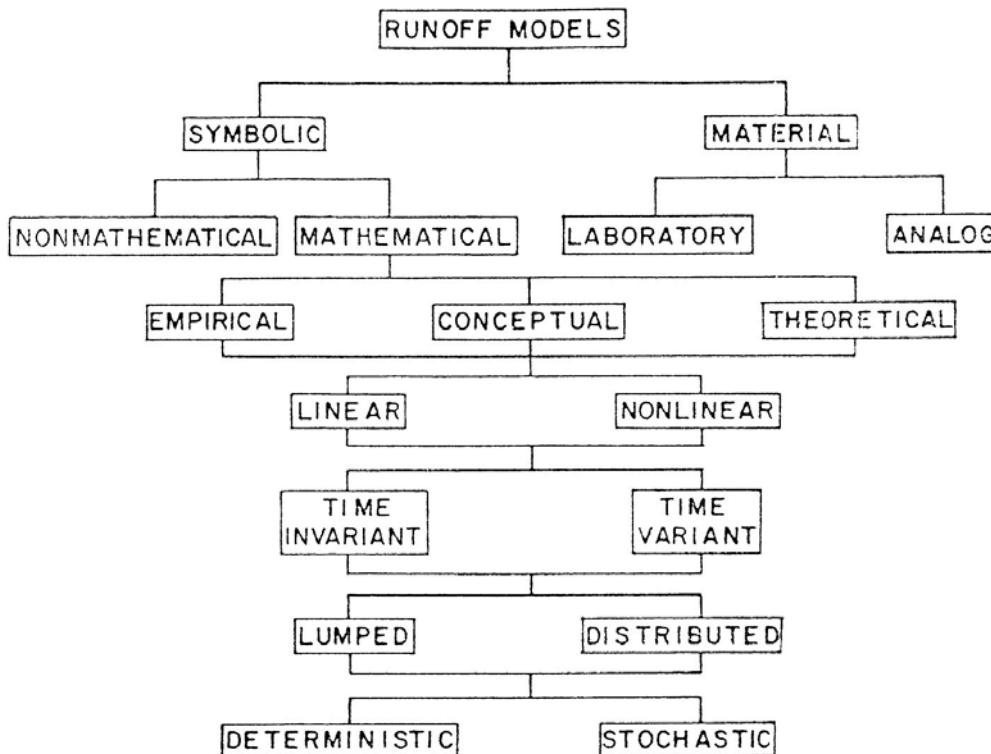 RUNOFF MODELS
SYMBOLIC
MATERIAL
NONMATHEMATICAL
MATHEMATICAL
LABORATORY
ANALOG
EMPIRICAL
CONCEPTUAL
THEORETICAL
LINEAR
NONLINEAR
TIME
INVARIANT
TIME
VARIANT
LUMPED
DISTRIBUTED
DETERMINISTIC
STOCHASTIC